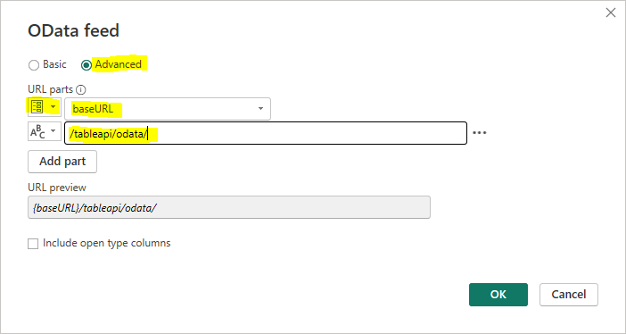 OData feed
Basic Advanced
URL parts
baseURL
ABC /tableapi/odata/ ...
Add part
URL preview
{baseURL}/tableapi/odata/
Include open type columns
OK Cancel